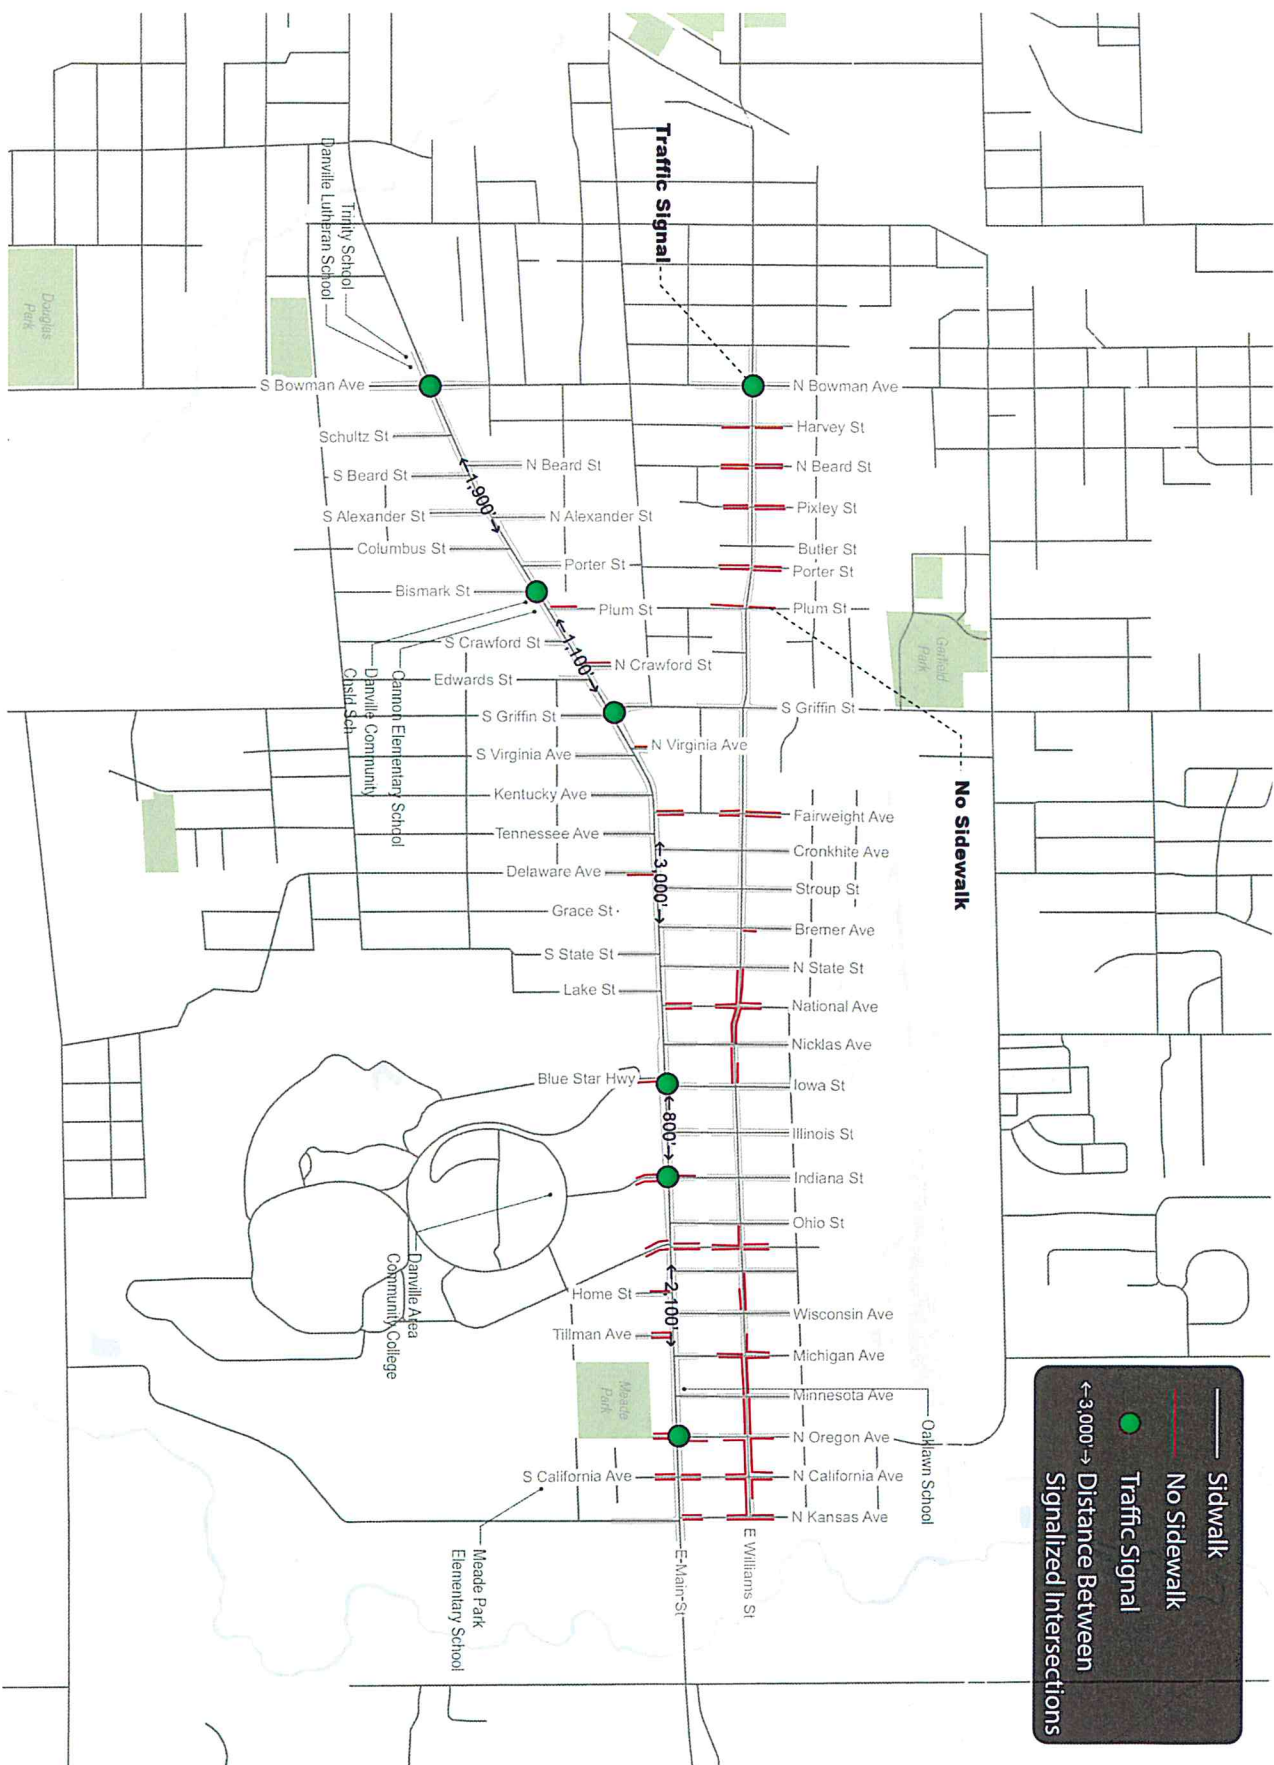 Sidwalk
No Sidewalk
Traffic Signal
←3,000'→ Distance Between
Signalized Intersections
Traffic Signal
No Sidewalk
Trinity School
Danville Lutheran School
Douglas
Park
Garfield
Park
S Bowman Ave
N Bowman Ave
Harvey St
Schultz St
N Beard St
N Beard St
S Beard St
←1,900'→
Pixley St
S Alexander St
N Alexander St
Columbus St
Butler St
Porter St
Porter St
Bismark St
Plum St
Plum St
S Crawford St
←1,100'→
N Crawford St
Edwards St
S Griffin St
S Griffin St
Cannon Elementary School
Danville Community
Cnsld Sch
S Virginia Ave
N Virginia Ave
Kentucky Ave
Fairweight Ave
Tennessee Ave
Cronkhite Ave
←3,000'→
Delaware Ave
Stroup St
Grace St
Bremer Ave
S State St
N State St
Lake St
National Ave
Nicklas Ave
Blue Star Hwy
Iowa St
←800'→
Illinois St
Indiana St
Ohio St
Danville Area
Community College
Home St
←2,100'→
Wisconsin Ave
Tillman Ave
Michigan Ave
Meade
Park
Minnesota Ave
Oaklawn School
N Oregon Ave
S California Ave
N California Ave
N Kansas Ave
Meade Park
Elementary School
E Main St
E Williams St